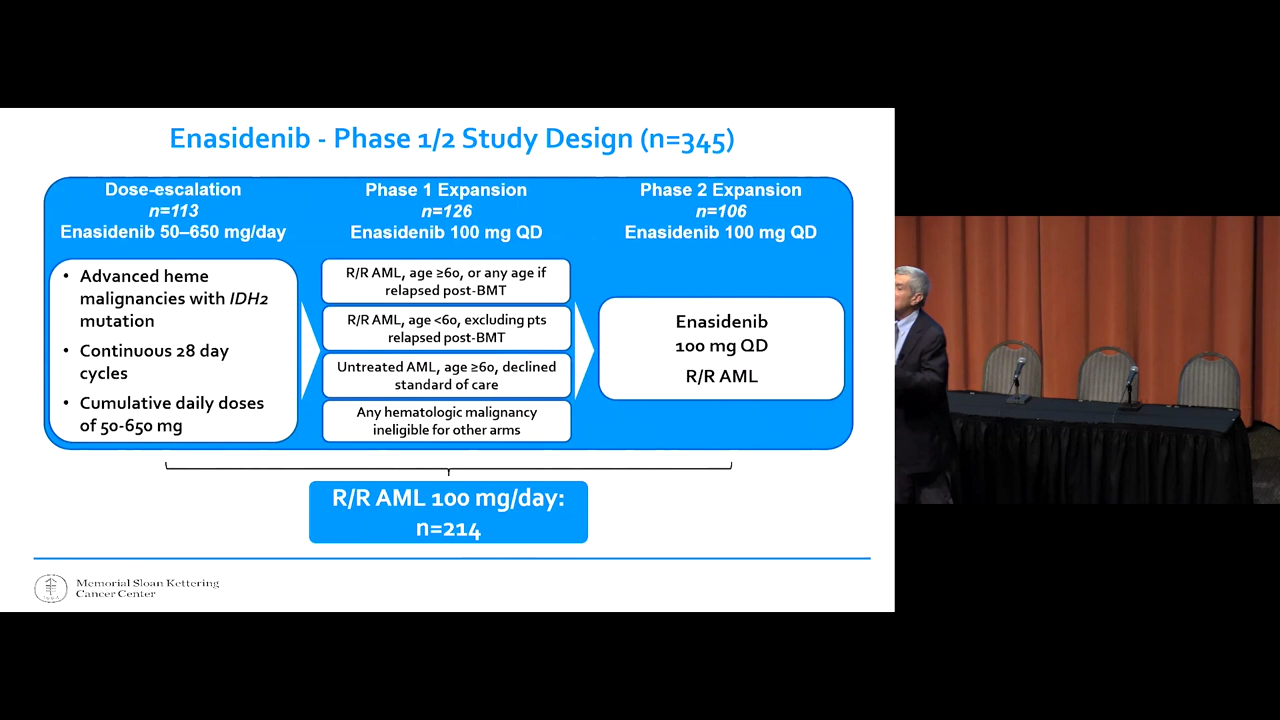 Enasidenib - Phase 1/2 Study Design (n=345)
Dose-escalation
n=113
Enasidenib 50–650 mg/day
• Advanced heme
malignancies with IDH2
mutation
• Continuous 28 day
cycles
• Cumulative daily doses
of 50-650 mg
Phase 1 Expansion
n=126
Enasidenib 100 mg QD
R/R AML, age ≥60, or any age if
relapsed post-BMT
R/R AML, age <60, excluding pts
relapsed post-BMT
Untreated AML, age ≥60, declined
standard of care
Any hematologic malignancy
ineligible for other arms
Phase 2 Expansion
n=106
Enasidenib 100 mg QD
Enasidenib
100 mg QD
R/R AML
R/R AML 100 mg/day:
n=214
Memorial Sloan Kettering
Cancer Center